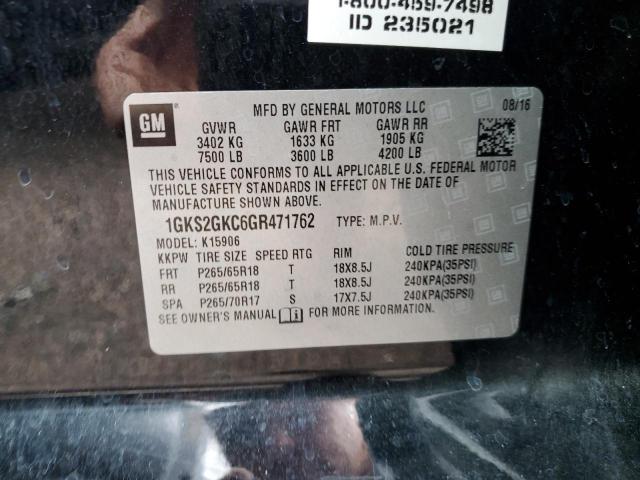 1-800-459-7498
IID 235021
GM
MFD BY GENERAL MOTORS LLC 08/16
GVWR GAWR FRT GAWR RR
3402 KG 1633 KG 1905 KG
7500 LB 3600 LB 4200 LB
THIS VEHICLE CONFORMS TO ALL APPLICABLE U.S. FEDERAL MOTOR
VEHICLE SAFETY STANDARDS IN EFFECT ON THE DATE OF
MANUFACTURE SHOWN ABOVE.
1GKS2GKC6GR471762 TYPE: M.P.V.
MODEL: K15906
KKPW TIRE SIZE SPEED RTG RIM COLD TIRE PRESSURE
FRT P265/65R18 T 18X8.5J 240KPA(35PSI)
RR P265/65R18 T 18X8.5J 240KPA(35PSI)
SPA P265/70R17 S 17X7.5J 240KPA(35PSI)
SEE OWNER'S MANUAL FOR MORE INFORMATION.